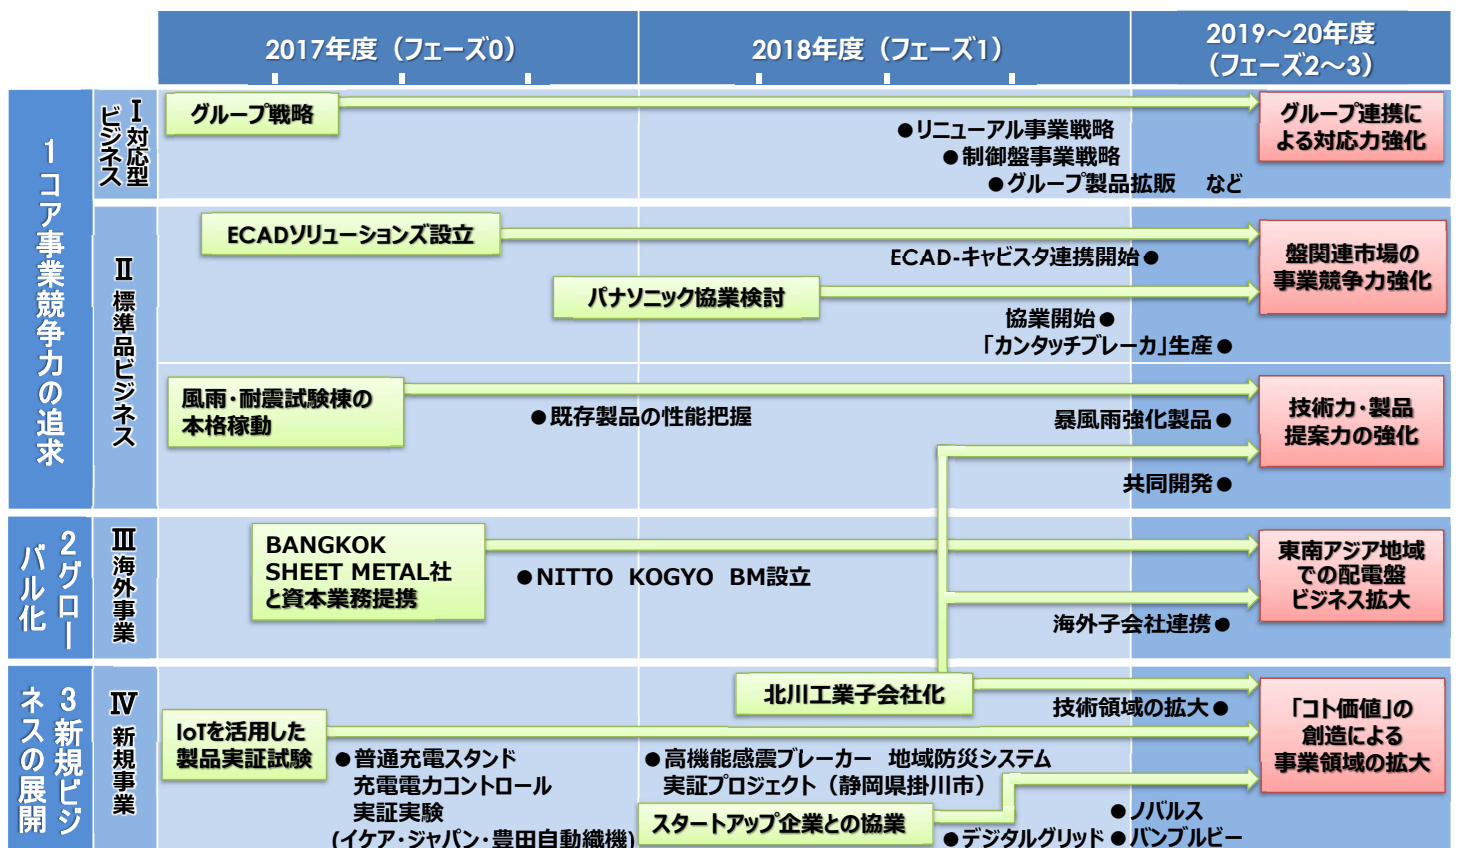 2017年度（フェーズ0）
2018年度（フェーズ1）
2019～20年度
（フェーズ2～3）
1コア事業競争力の追求
Ⅰ対応型
ビジネス
グループ戦略
●リニューアル事業戦略
●制御盤事業戦略
●グループ製品拡販　など
グループ連携に
よる対応力強化
Ⅱ標準品ビジネス
ECADソリューションズ設立
ECAD-キャビスタ連携開始●
パナソニック協業検討
協業開始●
「カンタッチブレーカ」生産●
盤関連市場の
事業競争力強化
風雨・耐震試験棟の
本格稼動
●既存製品の性能把握
暴風雨強化製品●
共同開発●
技術力・製品
提案力の強化
2グロー
バル化
Ⅲ海外事業
BANGKOK
SHEET METAL社
と資本業務提携
●NITTO KOGYO BM設立
海外子会社連携●
東南アジア地域
での配電盤
ビジネス拡大
3新規ビジ
ネスの展開
Ⅳ新規事業
北川工業子会社化
技術領域の拡大●
IoTを活用した
製品実証試験
●普通充電スタンド
充電電力コントロール
実証実験
(イケア・ジャパン・豊田自動織機)
●高機能感震ブレーカー 地域防災システム
実証プロジェクト（静岡県掛川市）
スタートアップ企業との協業
●デジタルグリッド
●ノバルス
●バンブルビー
「コト価値」の
創造による
事業領域の拡大